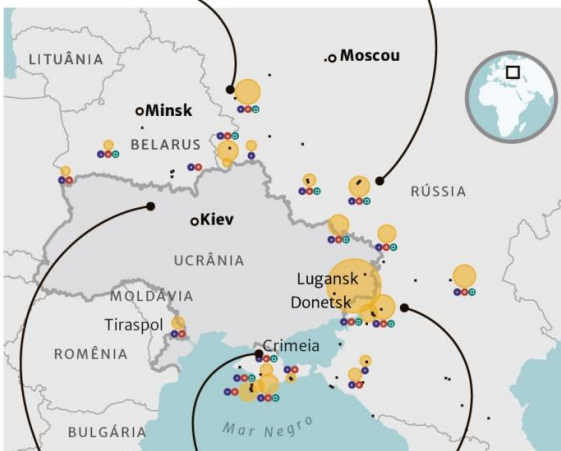 Moscou
LITUÂNIA
Minsk
BELARUS
RÚSSIA
Kiev
UCRÂNIA
Lugansk
Donetsk
MOLDÁVIA
Tiraspol
Crimeia
ROMÊNIA
Mar Negro
BULGÁRIA